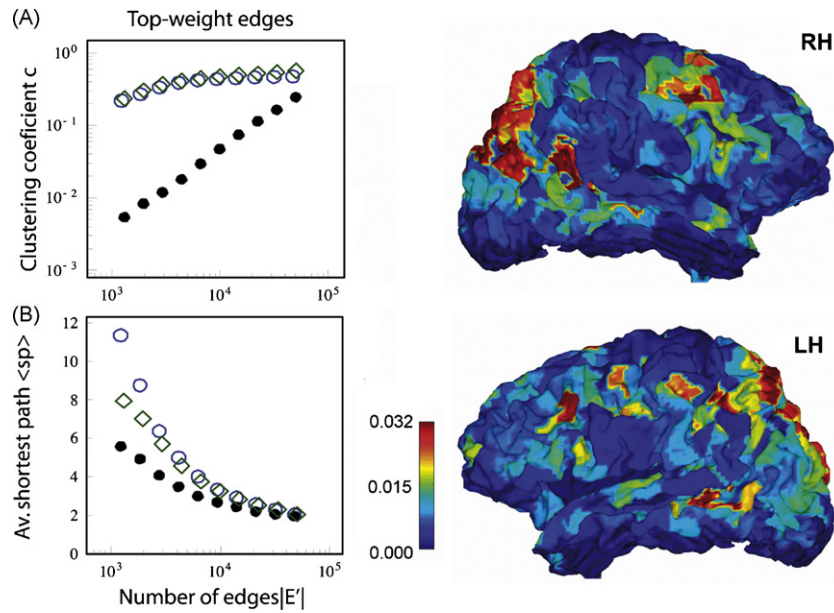 (A)
Top-weight edges
Clustering coeficient c
10⁰
10⁻¹
10⁻²
10⁻³
10³
10⁴
10⁵
RH
(B)
Av. shortest path <sp>
12
10
8
6
4
2
0
10³
10⁴
10⁵
Number of edges|E'|
0.032
0.015
0.000
LH